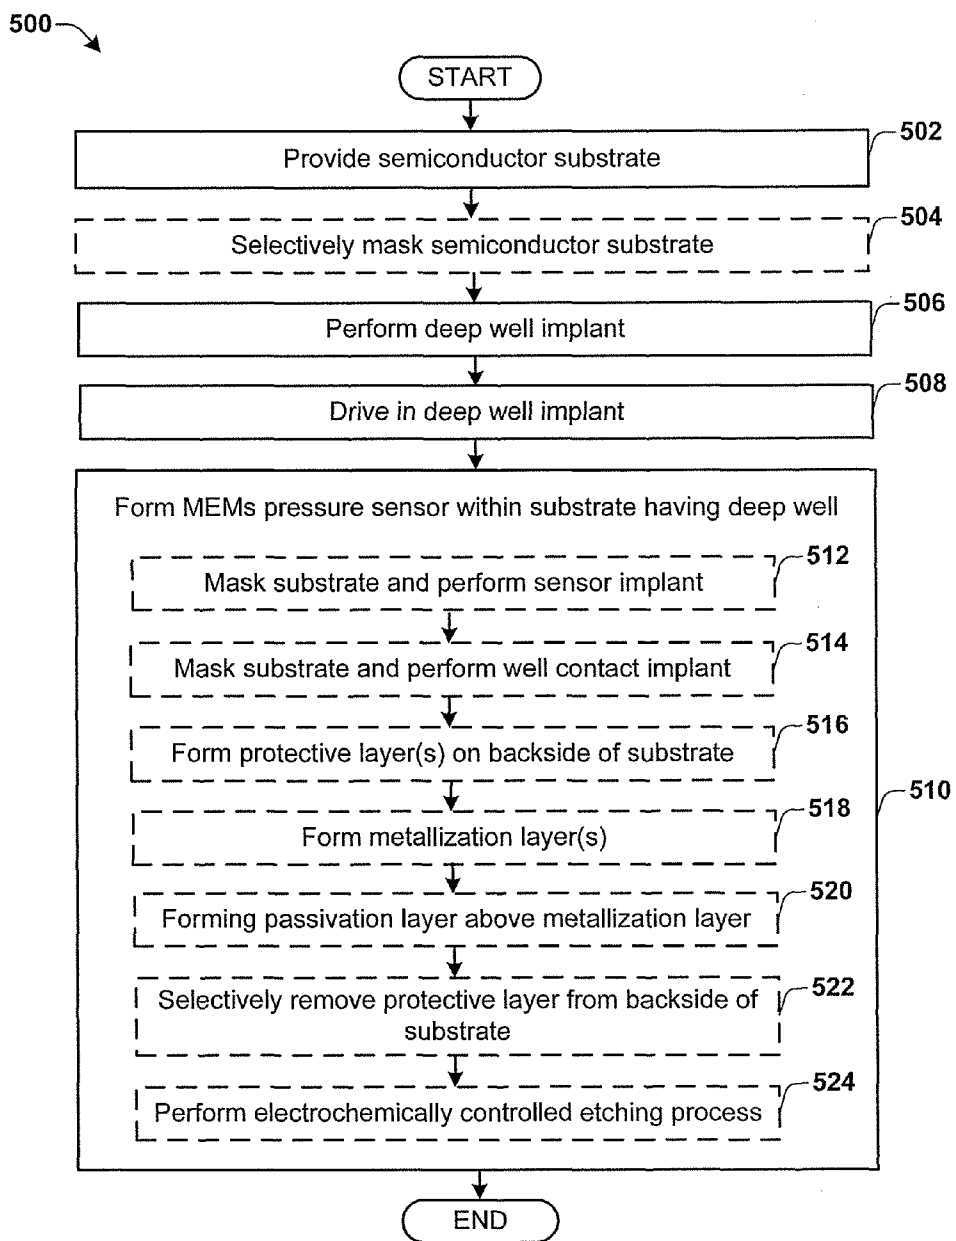 500
START
502
Provide semiconductor substrate
504
Selectively mask semiconductor substrate
506
Perform deep well implant
508
Drive in deep well implant
Form MEMs pressure sensor within substrate having deep well
512
Mask substrate and perform sensor implant
514
Mask substrate and perform well contact implant
516
Form protective layer(s) on backside of substrate
510
518
Form metallization layer(s)
520
Forming passivation layer above metallization layer
522
Selectively remove protective layer from backside of
substrate
524
Perform electrochemically controlled etching process
END